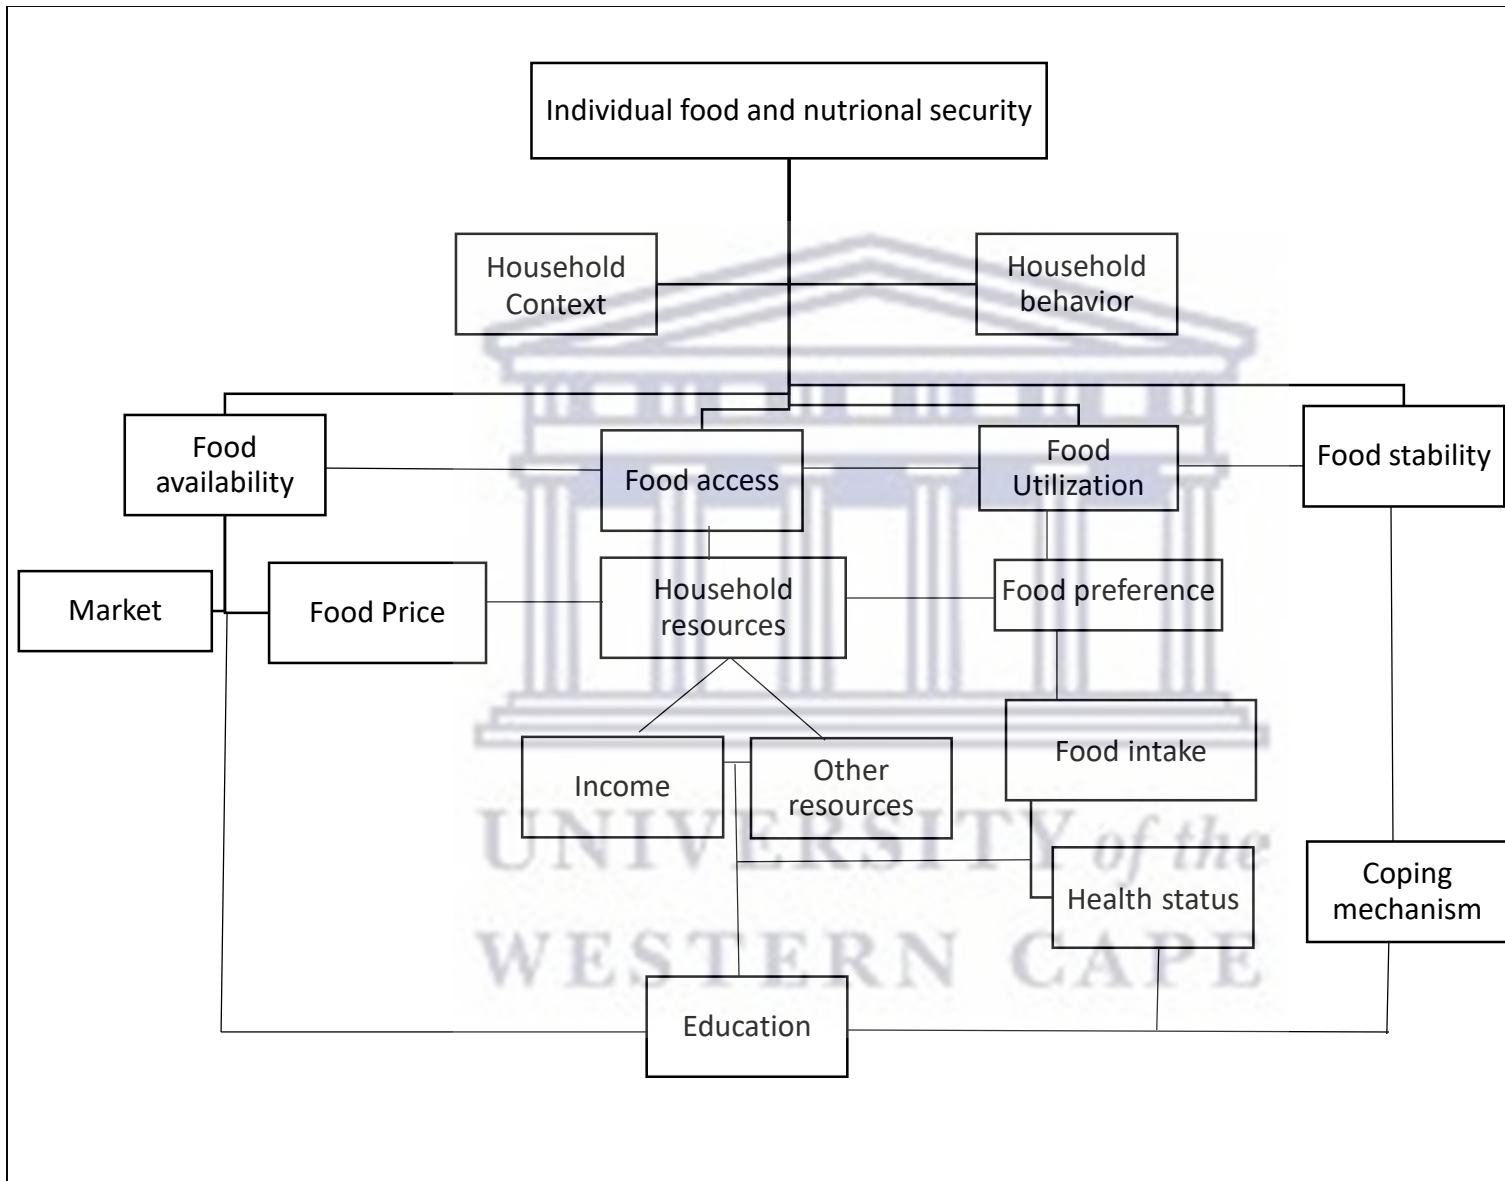 Individual food and nutrional security
Household
Context
Household
behavior
Food
availability
Food access
Food
Utilization
Food stability
Market
Food Price
Household
resources
Food preference
Income
Other
resources
Food intake
Health status
Coping
mechanism
Education
UNIVERSITY of the
WESTERN CAPE